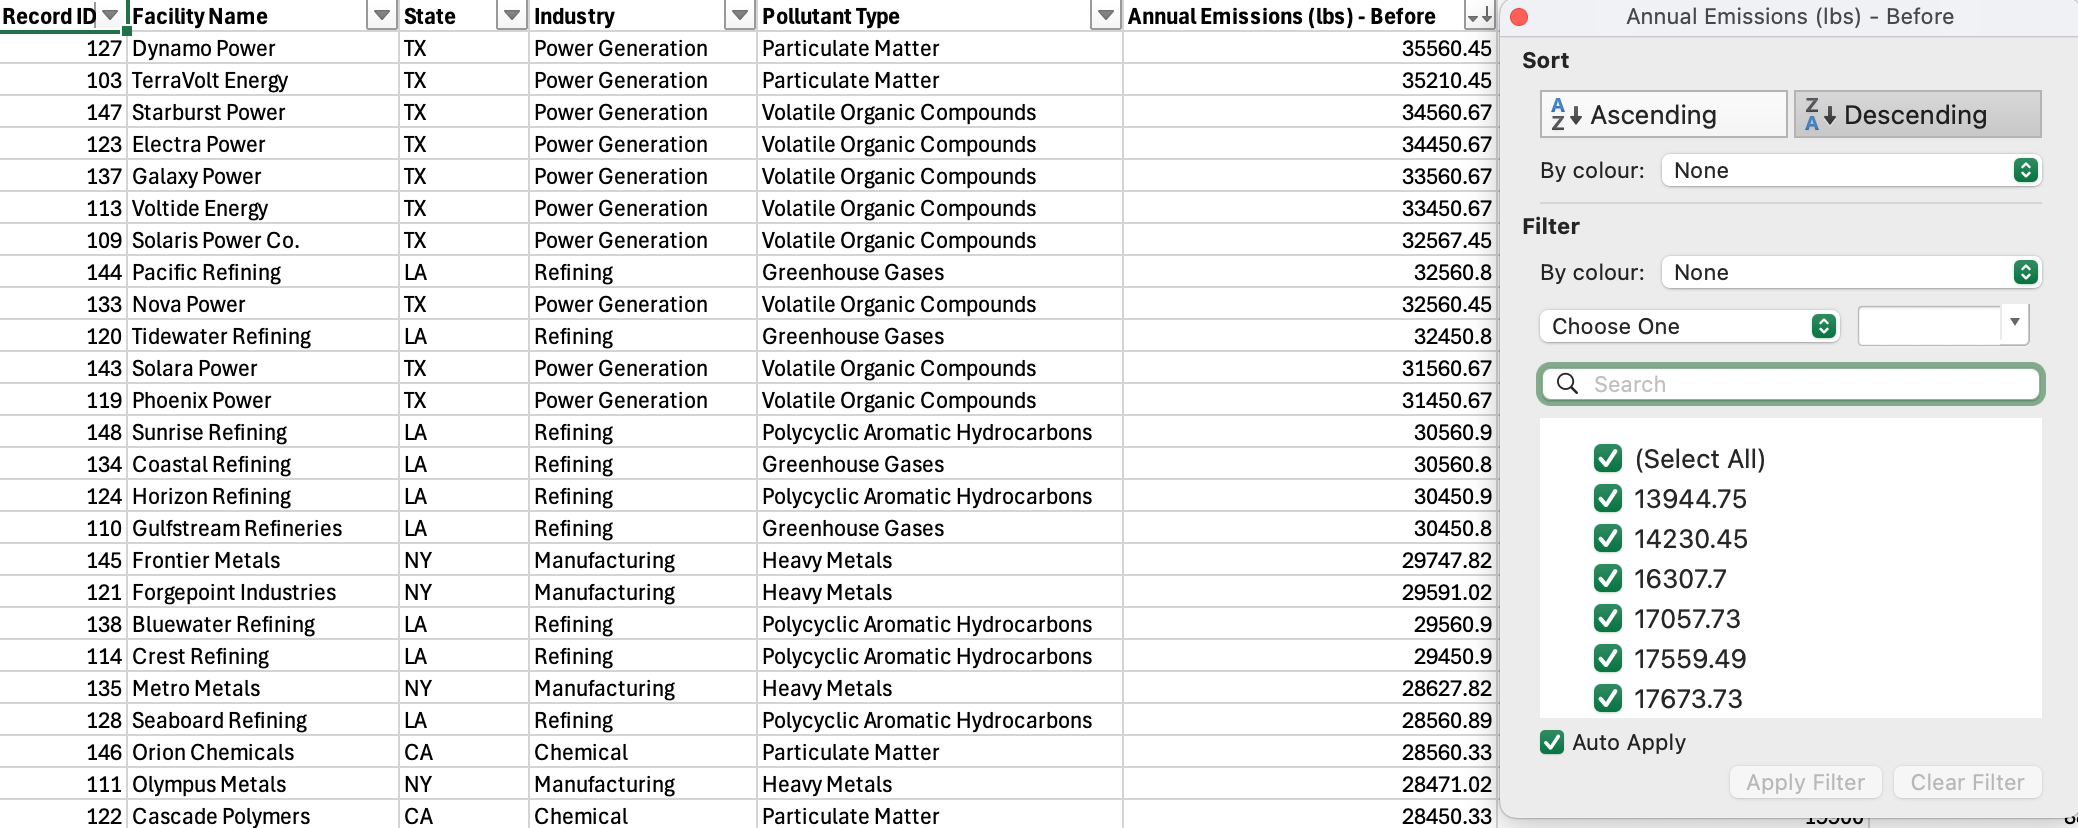 Record ID Facility Name State Industry Pollutant Type Annual Emissions (lbs) - Before
127 Dynamo Power TX Power Generation Particulate Matter 35560.45
103 TerraVolt Energy TX Power Generation Particulate Matter 35210.45
147 Starburst Power TX Power Generation Volatile Organic Compounds 34560.67
123 Electra Power TX Power Generation Volatile Organic Compounds 34450.67
137 Galaxy Power TX Power Generation Volatile Organic Compounds 33560.67
113 Voltide Energy TX Power Generation Volatile Organic Compounds 33450.67
109 Solaris Power Co. TX Power Generation Volatile Organic Compounds 32567.45
144 Pacific Refining LA Refining Greenhouse Gases 32560.8
133 Nova Power TX Power Generation Volatile Organic Compounds 32560.45
120 Tidewater Refining LA Refining Greenhouse Gases 32450.8
143 Solara Power TX Power Generation Volatile Organic Compounds 31560.67
119 Phoenix Power TX Power Generation Volatile Organic Compounds 31450.67
148 Sunrise Refining LA Refining Polycyclic Aromatic Hydrocarbons 30560.9
134 Coastal Refining LA Refining Greenhouse Gases 30560.8
124 Horizon Refining LA Refining Polycyclic Aromatic Hydrocarbons 30450.9
110 Gulfstream Refineries LA Refining Greenhouse Gases 30450.8
145 Frontier Metals NY Manufacturing Heavy Metals 29747.82
121 Forgepoint Industries NY Manufacturing Heavy Metals 29591.02
138 Bluewater Refining LA Refining Polycyclic Aromatic Hydrocarbons 29560.9
114 Crest Refining LA Refining Polycyclic Aromatic Hydrocarbons 29450.9
135 Metro Metals NY Manufacturing Heavy Metals 28627.82
128 Seaboard Refining LA Refining Polycyclic Aromatic Hydrocarbons 28560.89
146 Orion Chemicals CA Chemical Particulate Matter 28560.33
111 Olympus Metals NY Manufacturing Heavy Metals 28471.02
122 Cascade Polymers CA Chemical Particulate Matter 28450.33
Annual Emissions (lbs) - Before
Sort
Ascending Descending
By colour: None
Filter
By colour: None
Choose One
Search
(Select All)
13944.75
14230.45
16307.7
17057.73
17559.49
17673.73
Auto Apply
Apply Filter Clear Filter